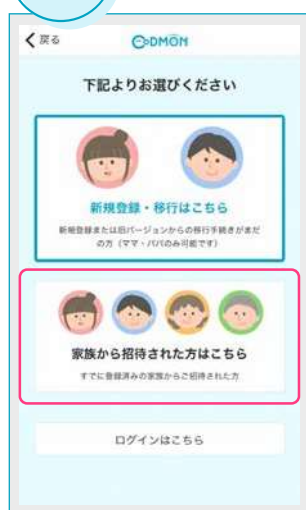 戻る
CoDMON
下記よりお選びください
新規登録・移行はこちら
新規登録または旧バージョンからの移行手続きがまだ
の方（ママ・パパのみ可能です）
家族から招待された方はこちら
すでに登録済みの家族からご招待された方
ログインはこちら